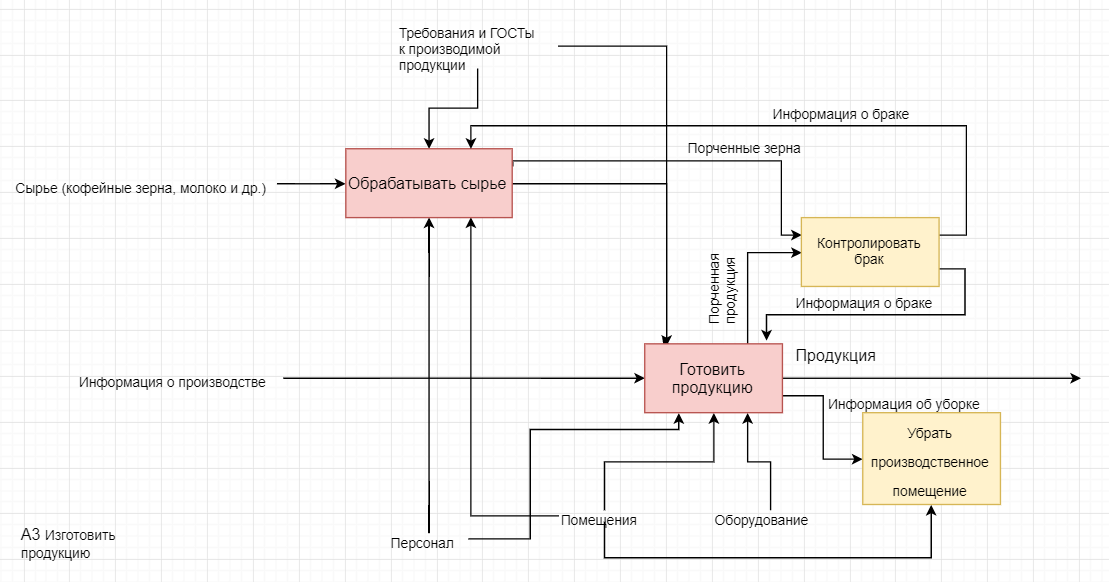 Требования и ГОСТы
к производимой
продукции
Информация о браке
Порченные зерна
Сырье (кофейные зерна, молоко и др.)
Обрабатывать сырье
Контролировать
брак
Порченная
продукция
Информация о браке
Продукция
Готовить
продукцию
Информация о производстве
Информация об уборке
Убрать
производственное
помещение
Помещения
Оборудование
Персонал
А3 Изготовить
продукцию